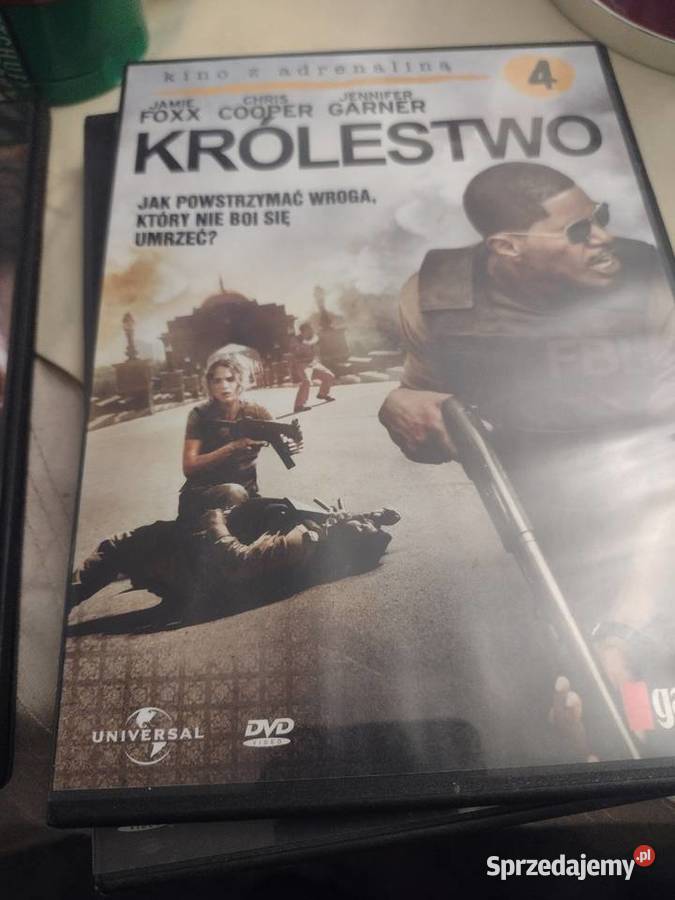 kino z adrenaliną
4
JAMIE FOXX
CHRIS COOPER
JENNIFER GARNER
KRÓLESTWO
JAK POWSTRZYMAĆ WROGA,
KTÓRY NIE BOI SIĘ
UMRZEĆ?
FBI
UNIVERSAL
DVD
VIDEO
ga
Sprzedajemy.pl